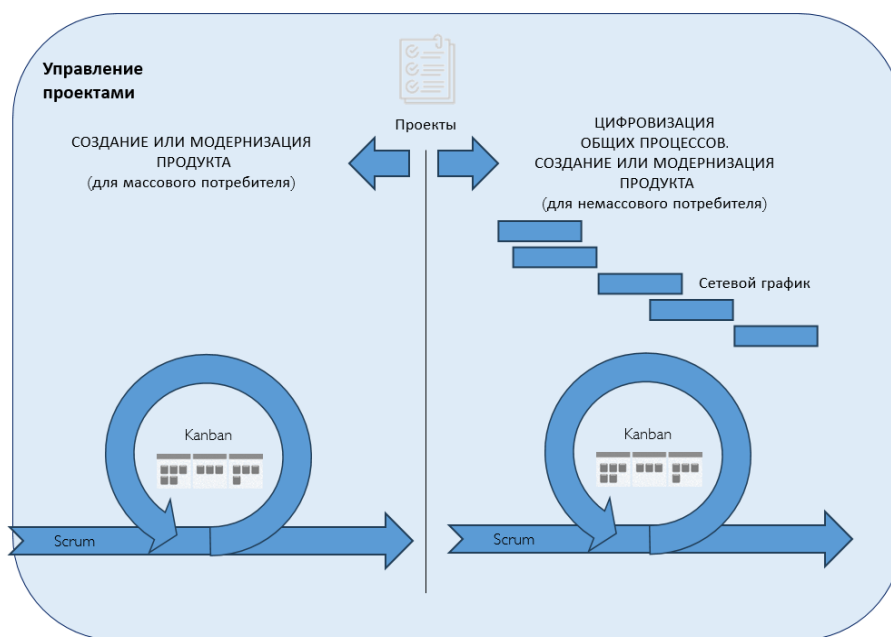 Управление
проектами
Проекты
СОЗДАНИЕ ИЛИ МОДЕРНИЗАЦИЯ
ПРОДУКТА
(для массового потребителя)
ЦИФРОВИЗАЦИЯ
ОБЩИХ ПРОЦЕССОВ.
СОЗДАНИЕ ИЛИ МОДЕРНИЗАЦИЯ
ПРОДУКТА
(для немассового потребителя)
Сетевой график
Kanban
Scrum
Kanban
Scrum